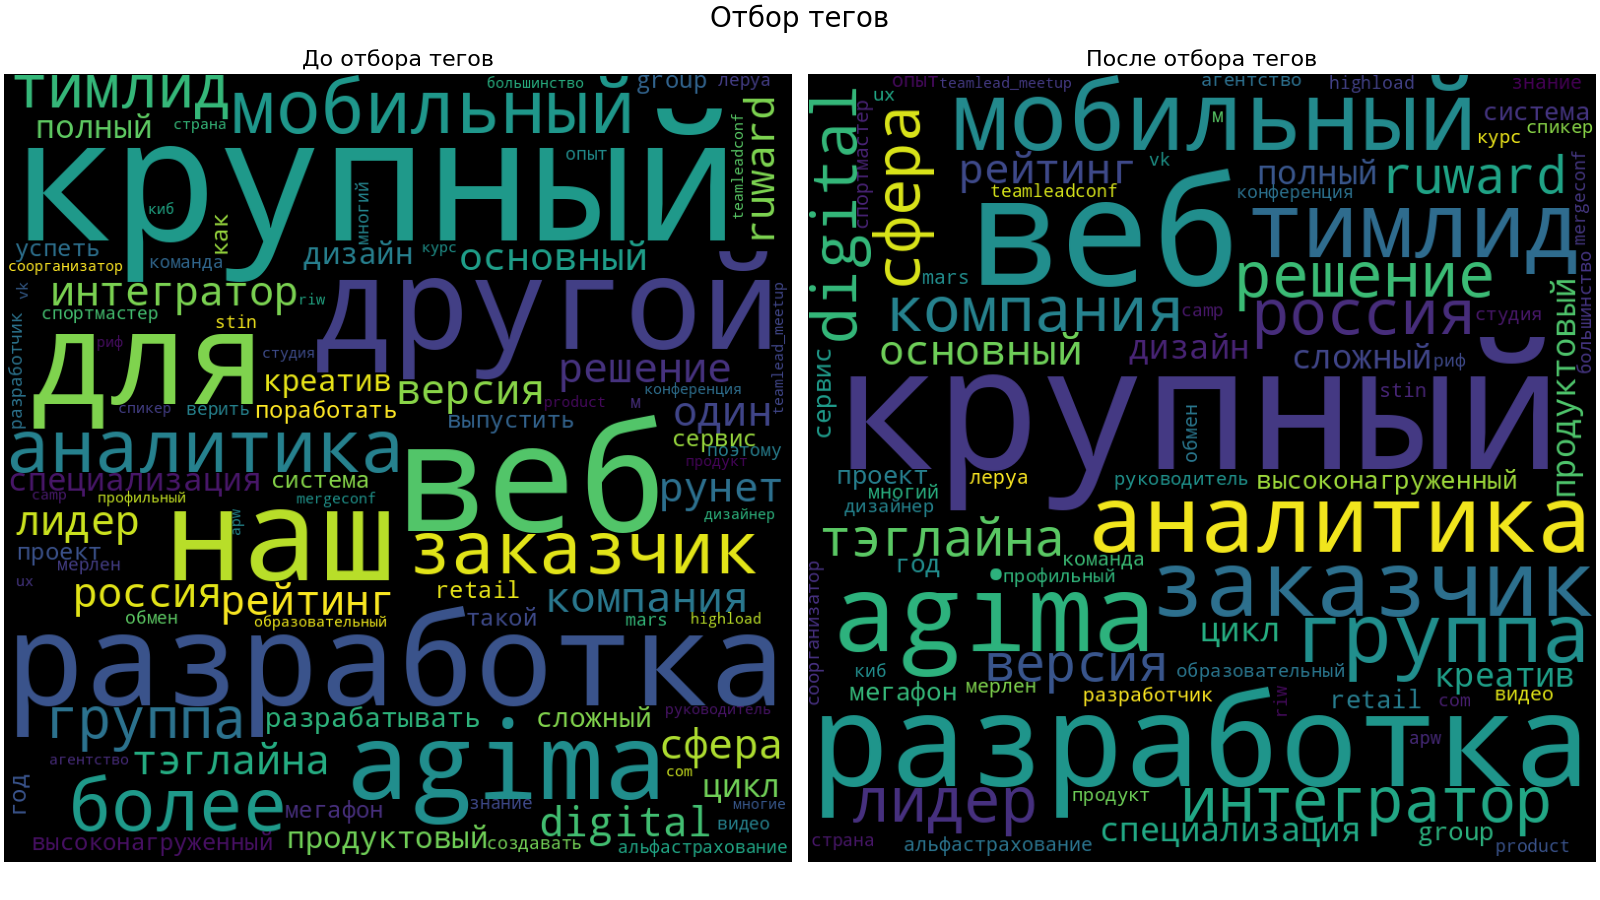 Отбор тегов
До отбора тегов
тимлид
большинство
group
леруа
мобильный
полный
страна
ruward
teamleadconf
крупный
опыт
многий
киб
как
успеть
дизайн
курс
основный
соорганизатор
команда
vk
интегратор
riw
другой
спортмастер
stin
teamlead_meetup
разработчик
для
риф
студия
решение
креатив
версия
конференция
спикер
верить
поработать
product
м
выпустить
один
аналитика
веб
сервис
поэтому
продукт
специализация
система
рунет
camp
профильный
mergeconf
дизайнер
лидер
наш
apw
заказчик
проект
мерлен
ux
россия
рейтинг
retail
компания
обмен
образовательный
такой
mars
highload
разработка
группа
разрабатывать
сложный
руководитель
agima
сфера
агентство
тэглайна
com
цикл
год
более
мегафон
знание
многие
digital
видео
высоконагруженный
продуктовый
создавать
альфастрахование
После отбора тегов
опыт
teamlead_meetup
агентство
highload
знание
ux
digital
спортмастер
сфера
мобильный
м
система
курс
спикер
рейтинг
vk
полный
ruward
teamleadconf
конференция
mergeconf
веб
тимлид
mars
решение
большинство
компания
camp
россия
студия
продуктовый
основный
дизайн
сложный
риф
сервис
крупный
stin
обмен
проект
леруа
руководитель
высоконагруженный
многий
дизайнер
аналитика
тэглайна
год
команда
профильный
соорганизатор
agima
заказчик
цикл
группа
версия
киб
образовательный
креатив
мегафон
мерлен
разработчик
riw
retail
com
видео
разработка
apw
лидер
продукт
интегратор
страна
альфастрахование
специализация
group
product